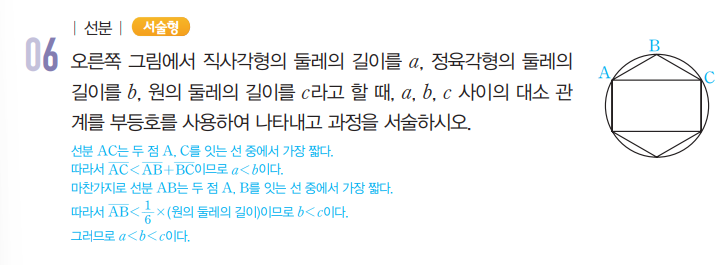 | 선분 | 서술형
06 오른쪽 그림에서 직사각형의 둘레의 길이를 a, 정육각형의 둘레의
길이를 b, 원의 둘레의 길이를 c라고 할 때, a, b, c 사이의 대소 관
계를 부등호를 사용하여 나타내고 과정을 서술하시오.
B
A
C
선분 AC는 두 점 A, C를 잇는 선 중에서 가장 짧다.
따라서 \overline{AC}<\overline{AB}+\overline{BC}이므로 a<b이다.
마찬가지로 선분 AB는 두 점 A, B를 잇는 선 중에서 가장 짧다.
따라서 \overline{AB}<\frac{1}{6}×(원의 둘레의 길이)이므로 b<c이다.
그러므로 a<b<c이다.